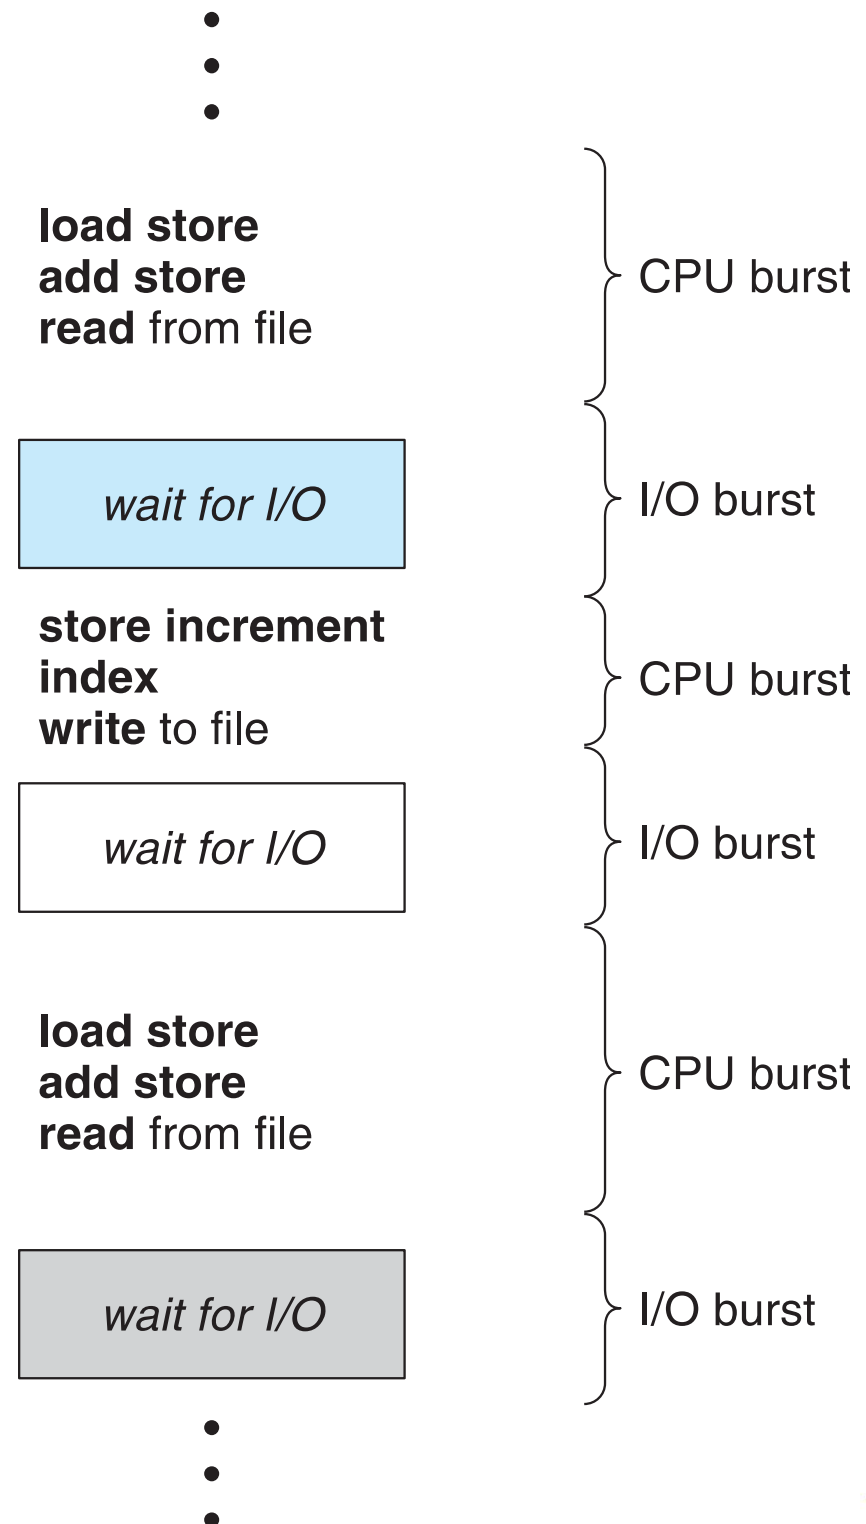 load store
add store
read from file
CPU burst
wait for I/O
I/O burst
store increment
index
write to file
CPU burst
wait for I/O
I/O burst
load store
add store
read from file
CPU burst
wait for I/O
I/O burst